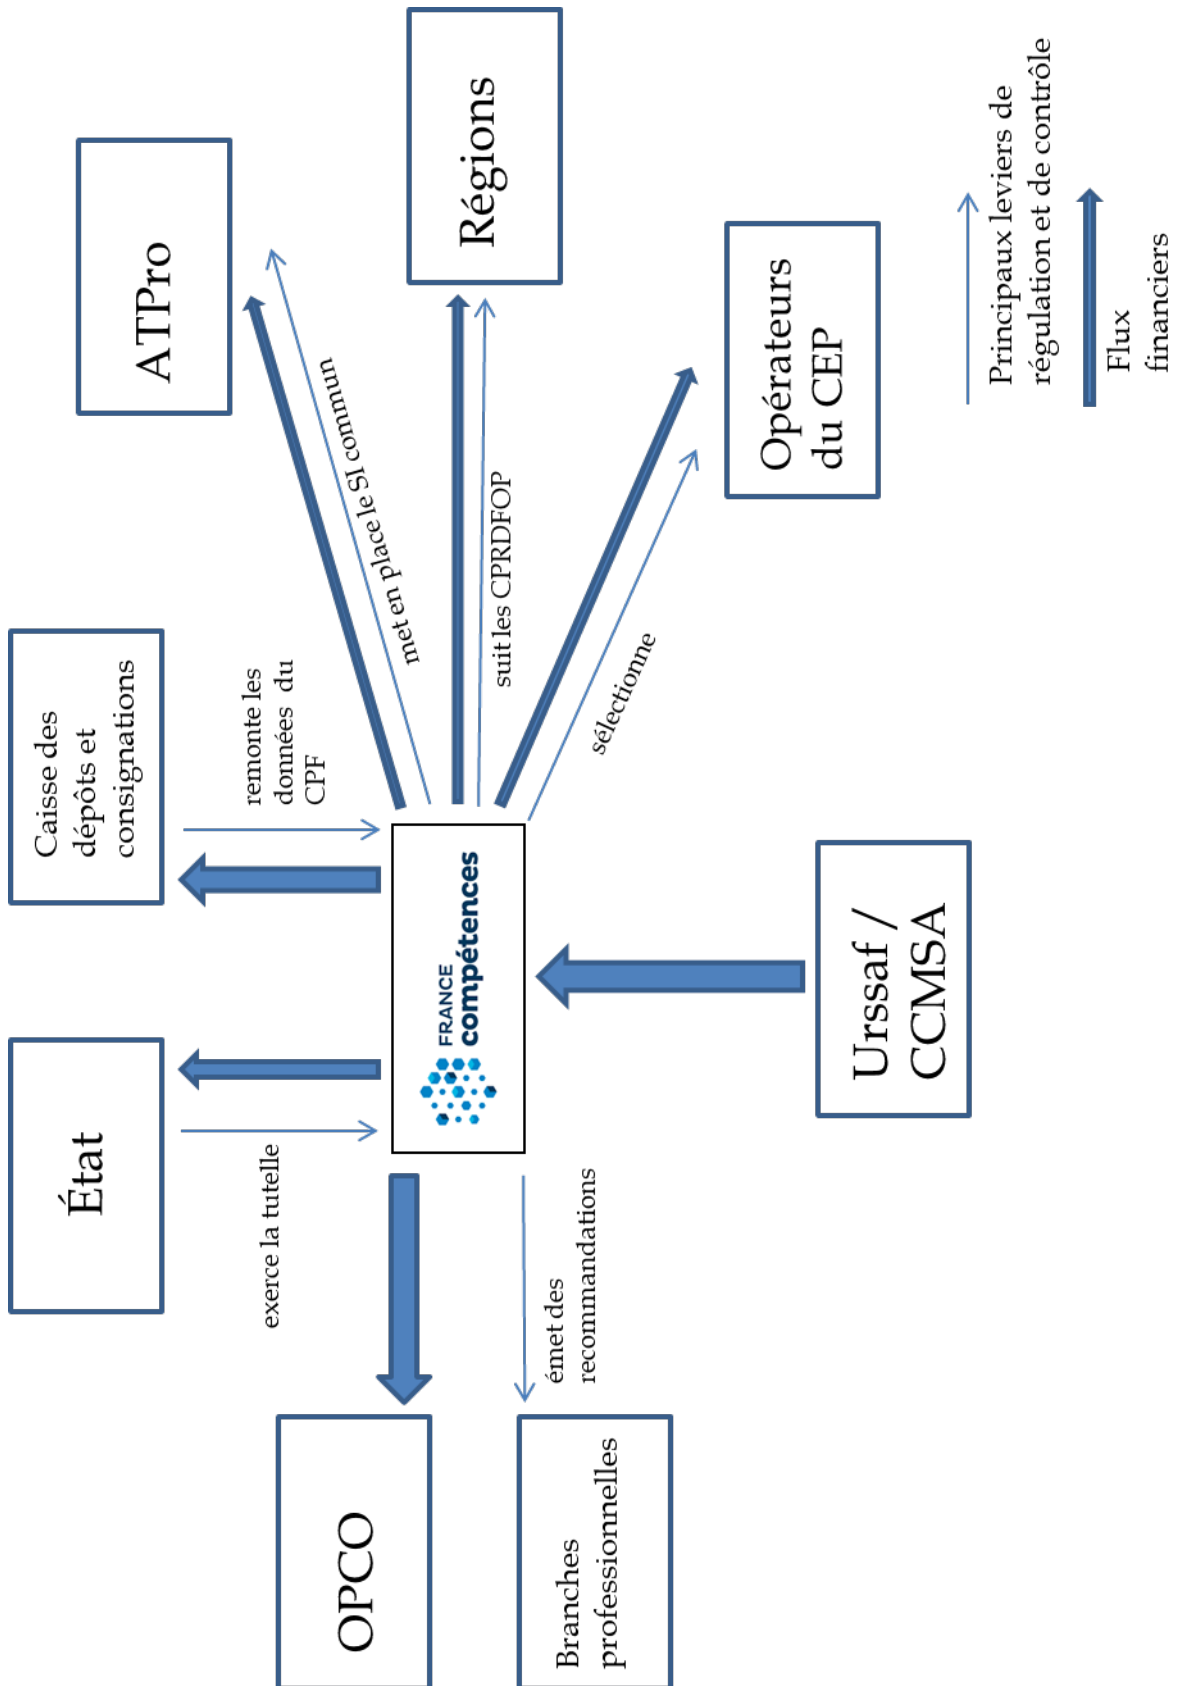 État
Caisse des
dépôts et
consignations
ATPro
exerce la tutelle
remonte les
données du
CPF
met en place le SI commun
OPCO
FRANCE
compétences
Régions
suit les CPRDFOP
émet des
recommandations
Branches
professionnelles
sélectionne
Urssaf /
CCMSA
Opérateurs
du CEP
Principaux leviers de
régulation et de contrôle
Flux
financiers